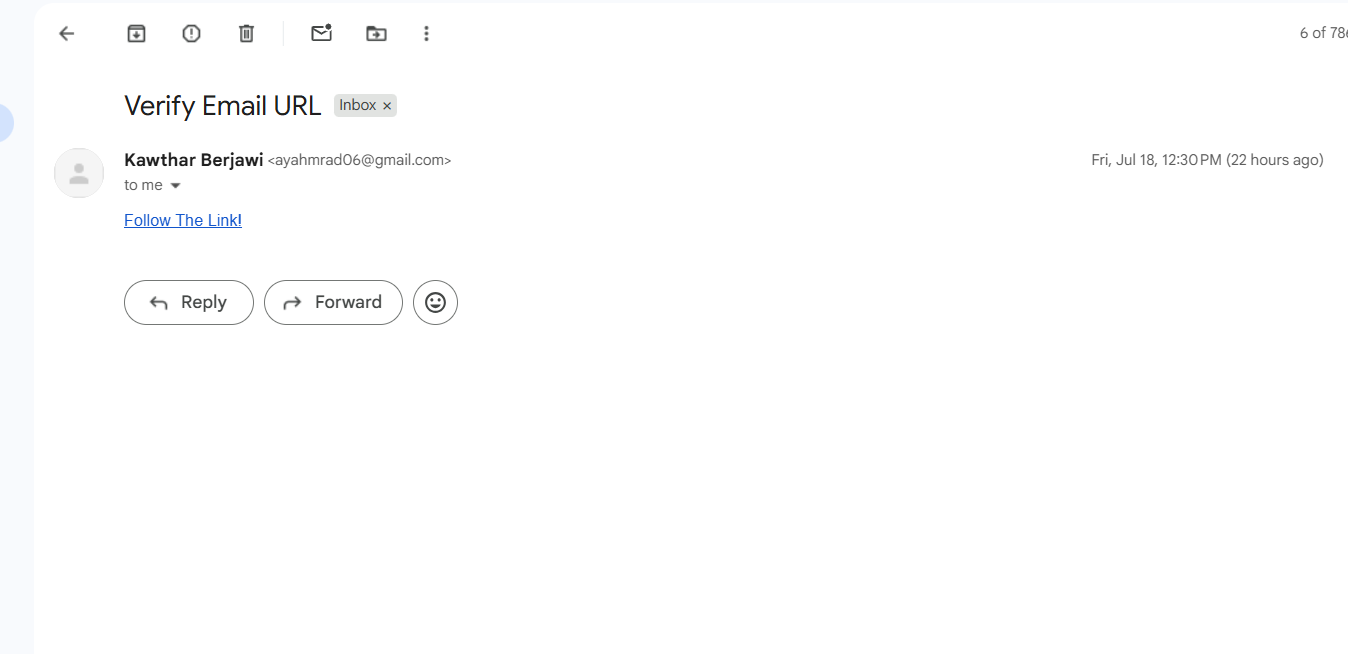 6 of 786
Verify Email URL Inbox ×
Kawthar Berjawi <ayahmrad06@gmail.com> Fri, Jul 18, 12:30 PM (22 hours ago)
to me
Follow The Link!
Reply Forward